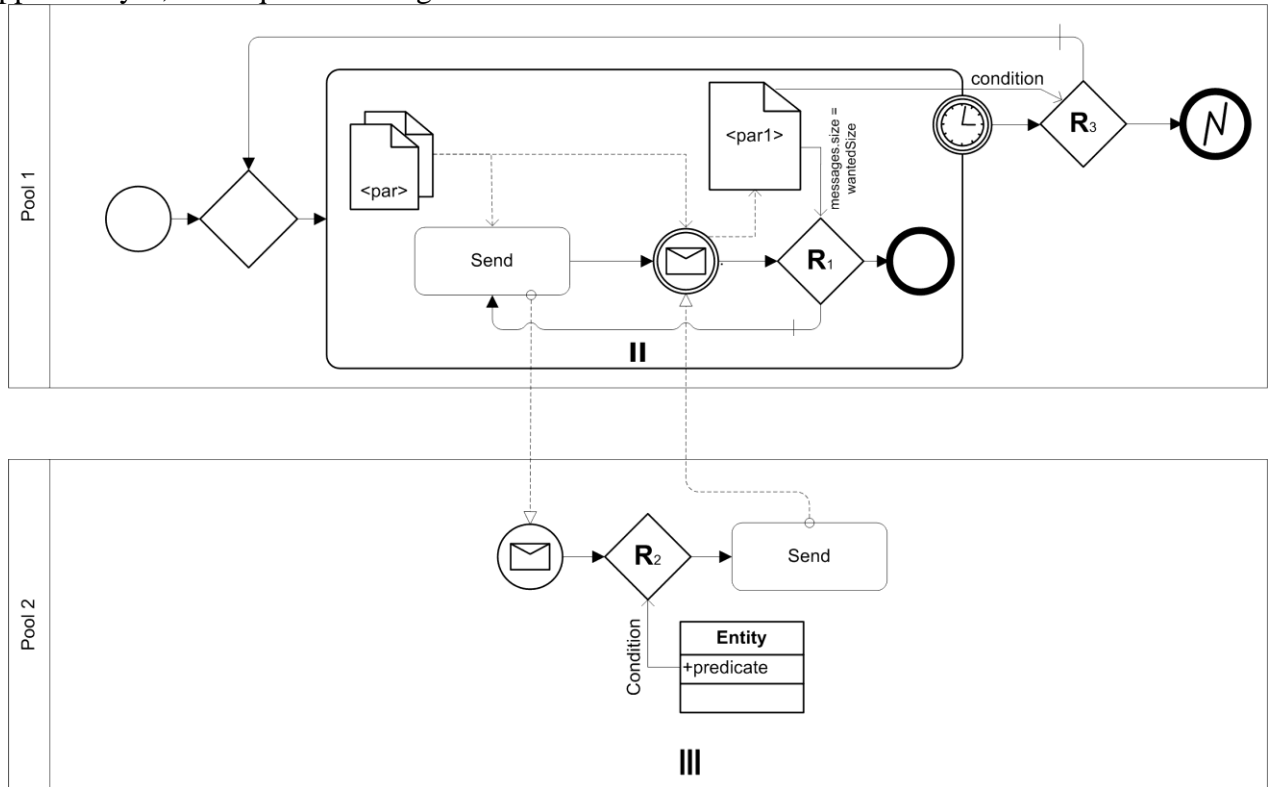 Pool 1
condition
<par>
<par1>
messages.size =
wantedSize
R3
Send
R1
II
Pool 2
R2
Send
Condition
Entity
+predicate
III